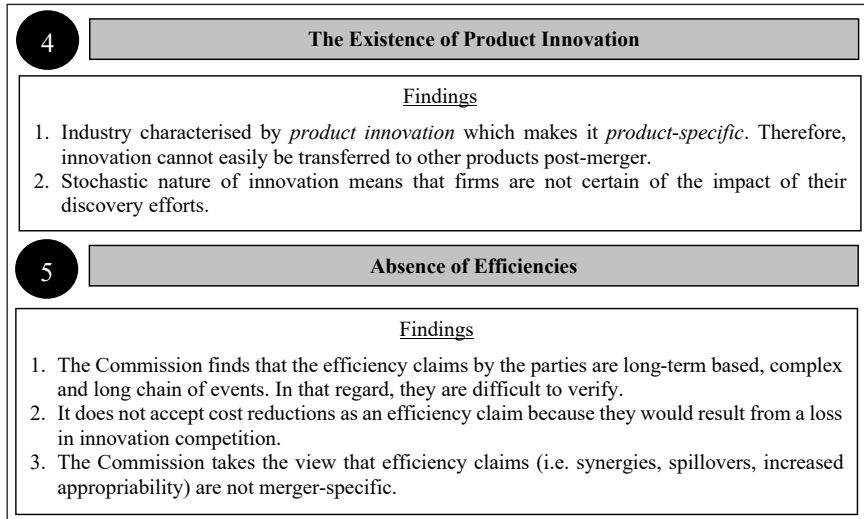 4
The Existence of Product Innovation
Findings
1. Industry characterised by product innovation which makes it product-specific. Therefore,
innovation cannot easily be transferred to other products post-merger.
2. Stochastic nature of innovation means that firms are not certain of the impact of their
discovery efforts.
5
Absence of Efficiencies
Findings
1. The Commission finds that the efficiency claims by the parties are long-term based, complex
and long chain of events. In that regard, they are difficult to verify.
2. It does not accept cost reductions as an efficiency claim because they would result from a loss
in innovation competition.
3. The Commission takes the view that efficiency claims (i.e. synergies, spillovers, increased
appropriability) are not merger-specific.